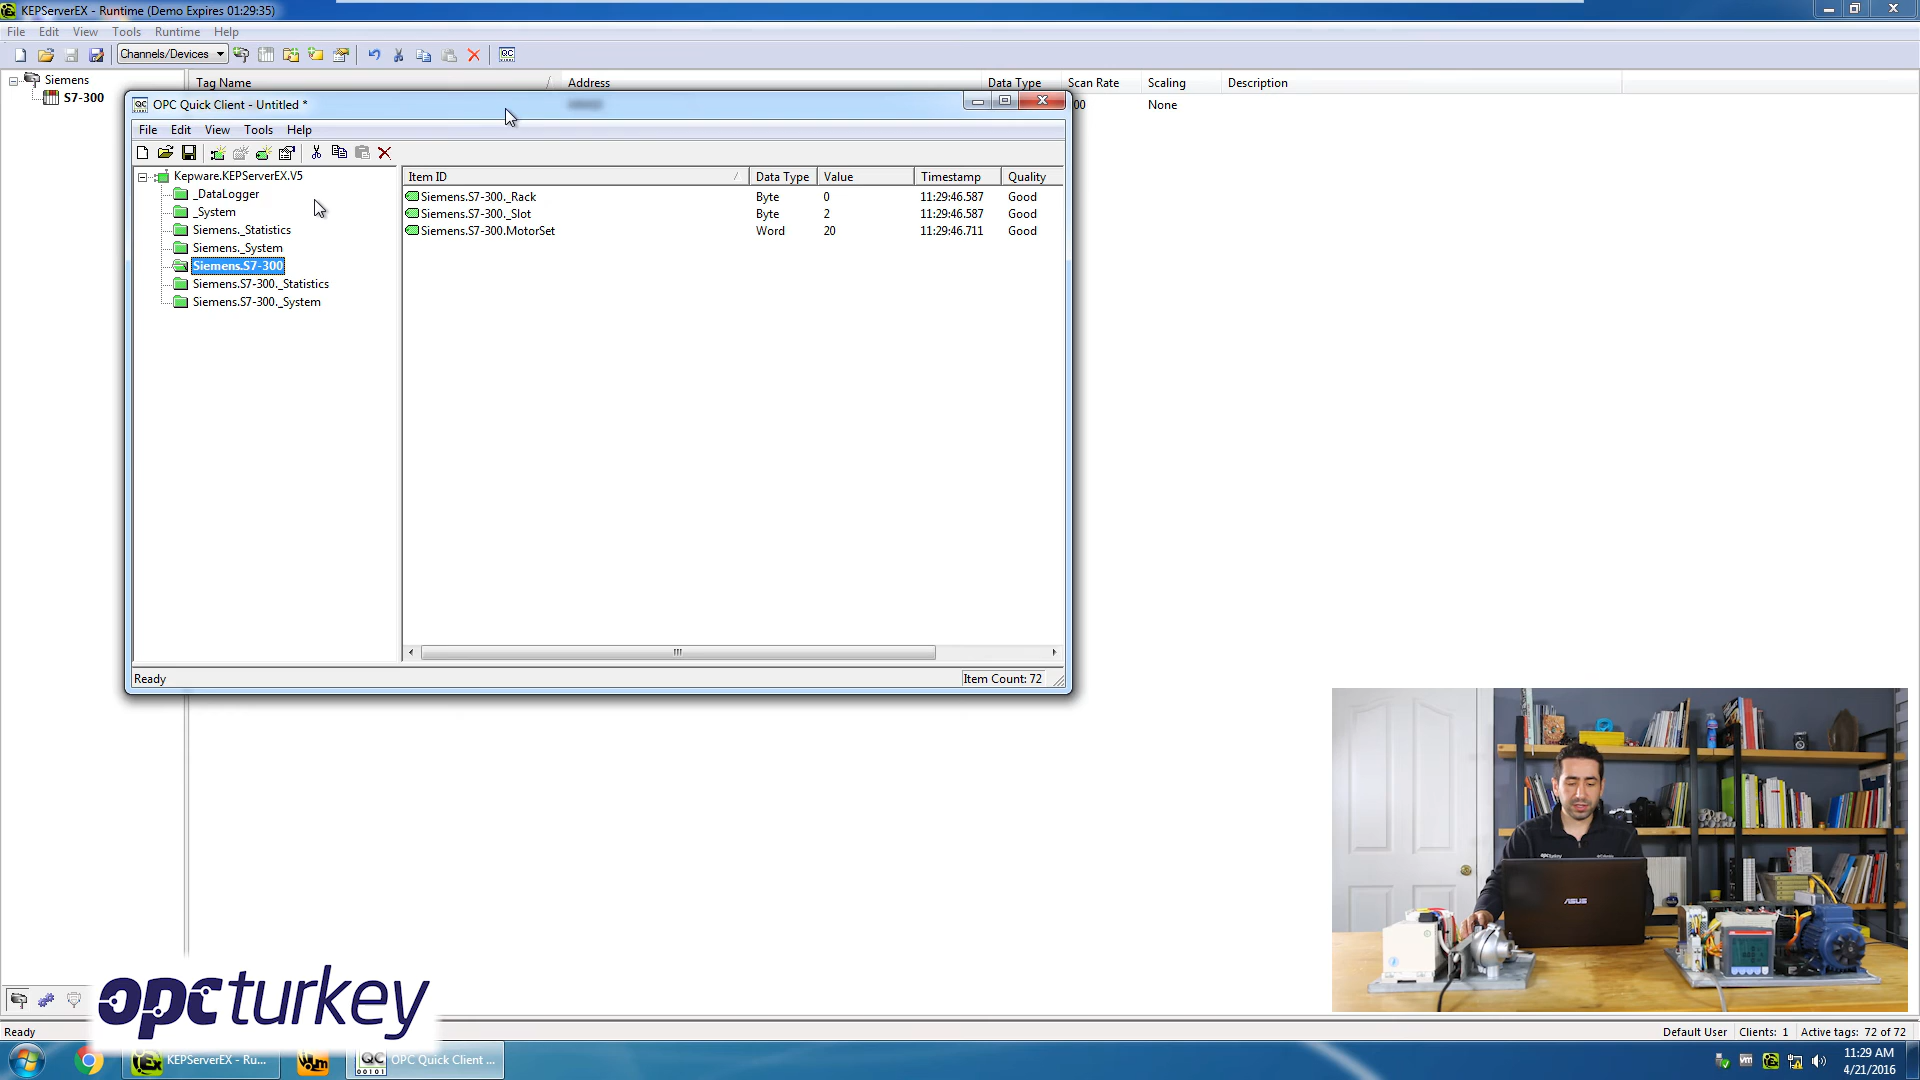 KEPServerEX - Runtime (Demo Expires 01:29:35)
File Edit View Tools Runtime Help
Channels/Devices
QC
Siemens
S7-300
Tag Name / Address Data Type Scan Rate Scaling Description
00 None
OPC Quick Client - Untitled *
File Edit View Tools Help
Kepware.KEPServerEX.V5
_DataLogger
_System
Siemens._Statistics
Siemens._System
Siemens.S7-300
Siemens.S7-300._Statistics
Siemens.S7-300._System
Item ID / Data Type Value Timestamp Quality
Siemens.S7-300._Rack Byte 0 11:29:46.587 Good
Siemens.S7-300._Slot Byte 2 11:29:46.587 Good
Siemens.S7-300.MotorSet Word 20 11:29:46.711 Good
Ready Item Count: 72
opcturkey
ASUS
opcturkey
Ready Default User Clients: 1 Active tags: 72 of 72
KEPServerEX - Ru... OPC Quick Client ...
11:29 AM
4/21/2016